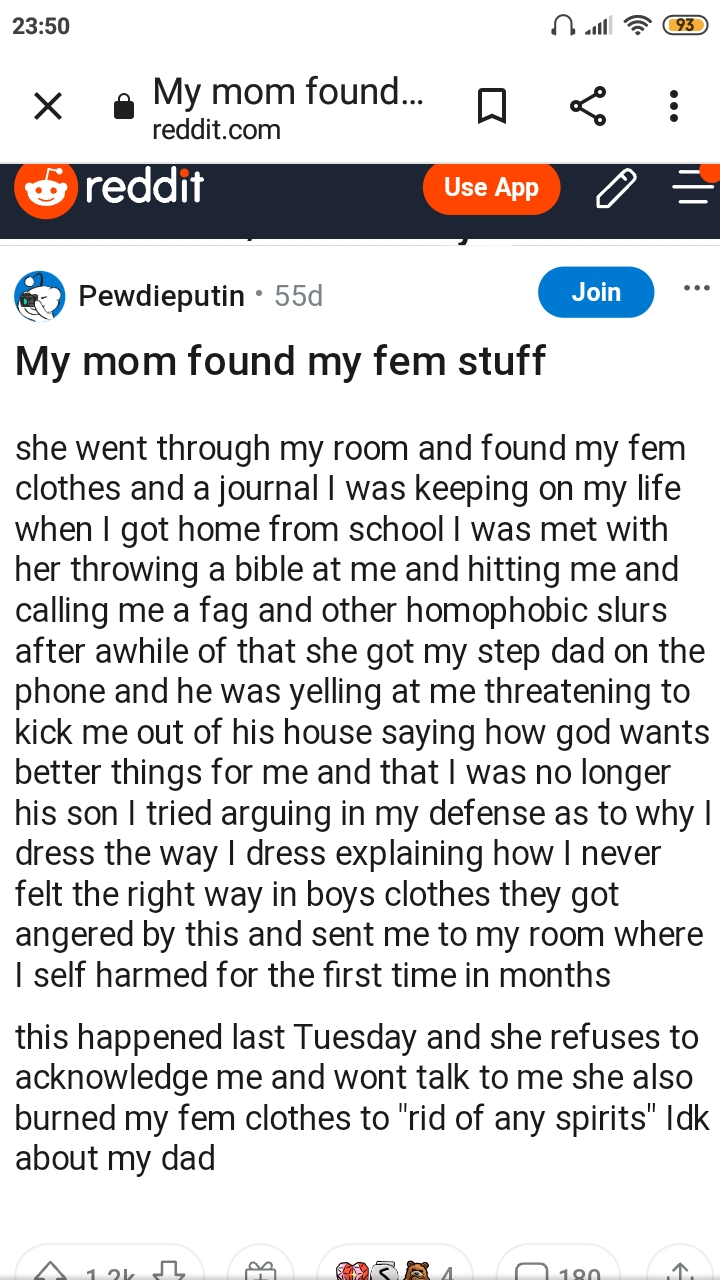 23:50
93
My mom found...
reddit.com
reddit
Use App
Pewdieputin • 55d
Join
My mom found my fem stuff
she went through my room and found my fem
clothes and a journal I was keeping on my life
when I got home from school I was met with
her throwing a bible at me and hitting me and
calling me a fag and other homophobic slurs
after awhile of that she got my step dad on the
phone and he was yelling at me threatening to
kick me out of his house saying how god wants
better things for me and that I was no longer
his son I tried arguing in my defense as to why I
dress the way I dress explaining how I never
felt the right way in boys clothes they got
angered by this and sent me to my room where
I self harmed for the first time in months
this happened last Tuesday and she refuses to
acknowledge me and wont talk to me she also
burned my fem clothes to "rid of any spirits" Idk
about my dad
1.2k
4
180